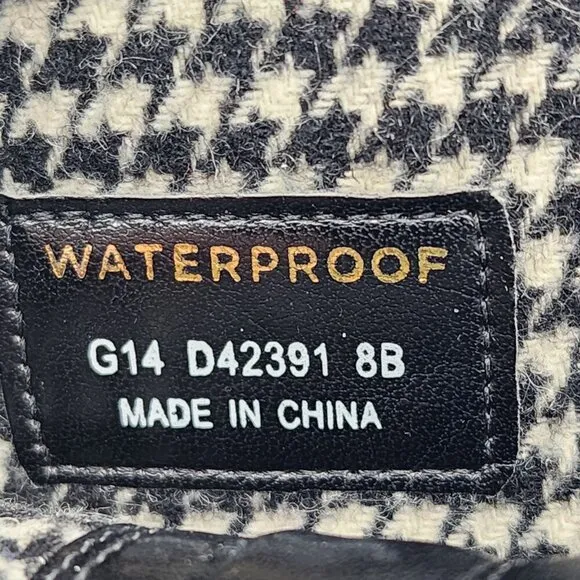 WATERPROOF
G14 D42391 8B
MADE IN CHINA